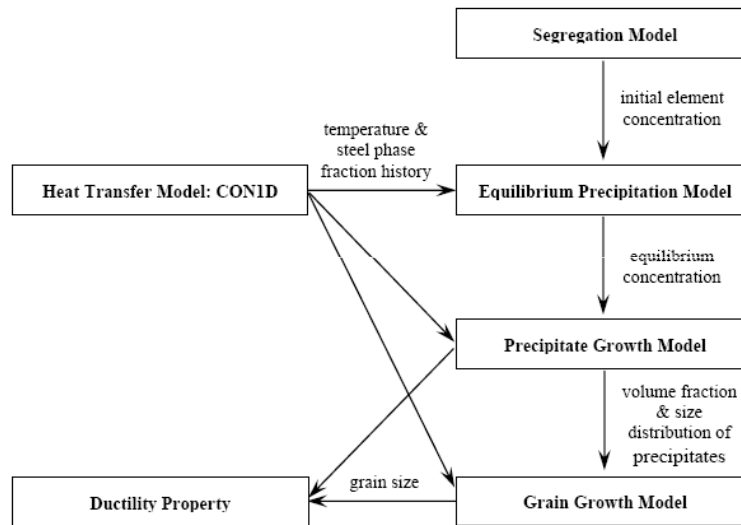 Segregation Model
initial element
concentration
temperature &
steel phase
fraction history
Heat Transfer Model: CON1D
Equilibrium Precipitation Model
equilibrium
concentration
Precipitate Growth Model
volume fraction
& size
distribution of
precipitates
grain size
Ductility Property
Grain Growth Model